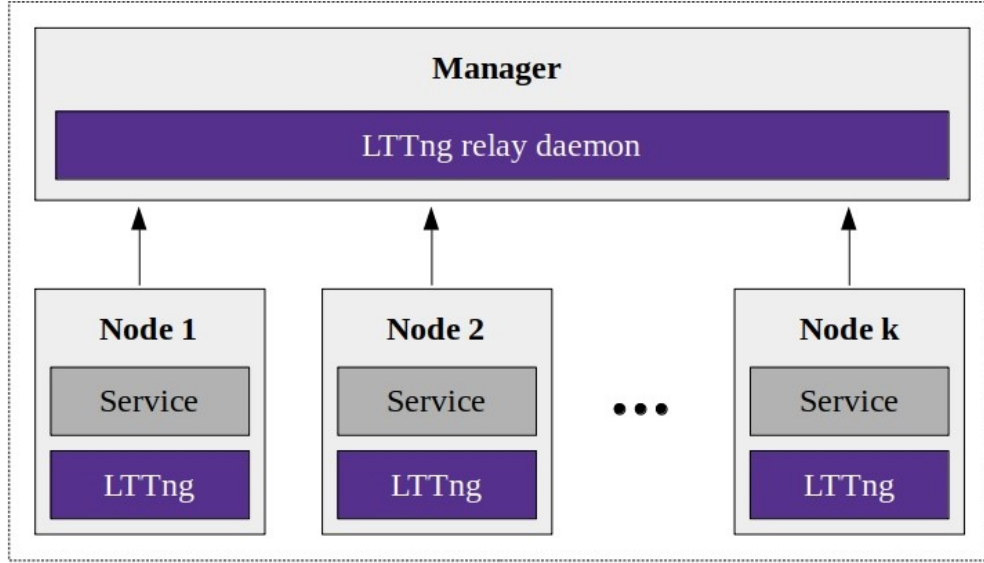 Manager
LTTng relay daemon
Node 1
Service
LTTng
Node 2
Service
LTTng
Node k
Service
LTTng